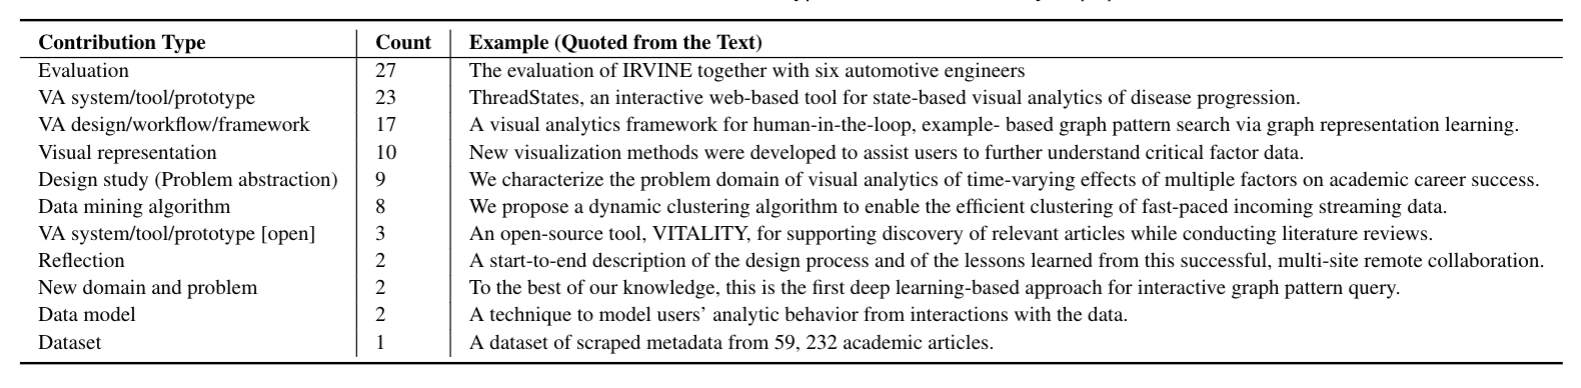 Contribution Type Count Example (Quoted from the Text)
Evaluation 27 The evaluation of IRVINE together with six automotive engineers
VA system/tool/prototype 23 ThreadStates, an interactive web-based tool for state-based visual analytics of disease progression.
VA design/workflow/framework 17 A visual analytics framework for human-in-the-loop, example- based graph pattern search via graph representation learning.
Visual representation 10 New visualization methods were developed to assist users to further understand critical factor data.
Design study (Problem abstraction) 9 We characterize the problem domain of visual analytics of time-varying effects of multiple factors on academic career success.
Data mining algorithm 8 We propose a dynamic clustering algorithm to enable the efficient clustering of fast-paced incoming streaming data.
VA system/tool/prototype [open] 3 An open-source tool, VITALITY, for supporting discovery of relevant articles while conducting literature reviews.
Reflection 2 A start-to-end description of the design process and of the lessons learned from this successful, multi-site remote collaboration.
New domain and problem 2 To the best of our knowledge, this is the first deep learning-based approach for interactive graph pattern query.
Data model 2 A technique to model users' analytic behavior from interactions with the data.
Dataset 1 A dataset of scraped metadata from 59, 232 academic articles.